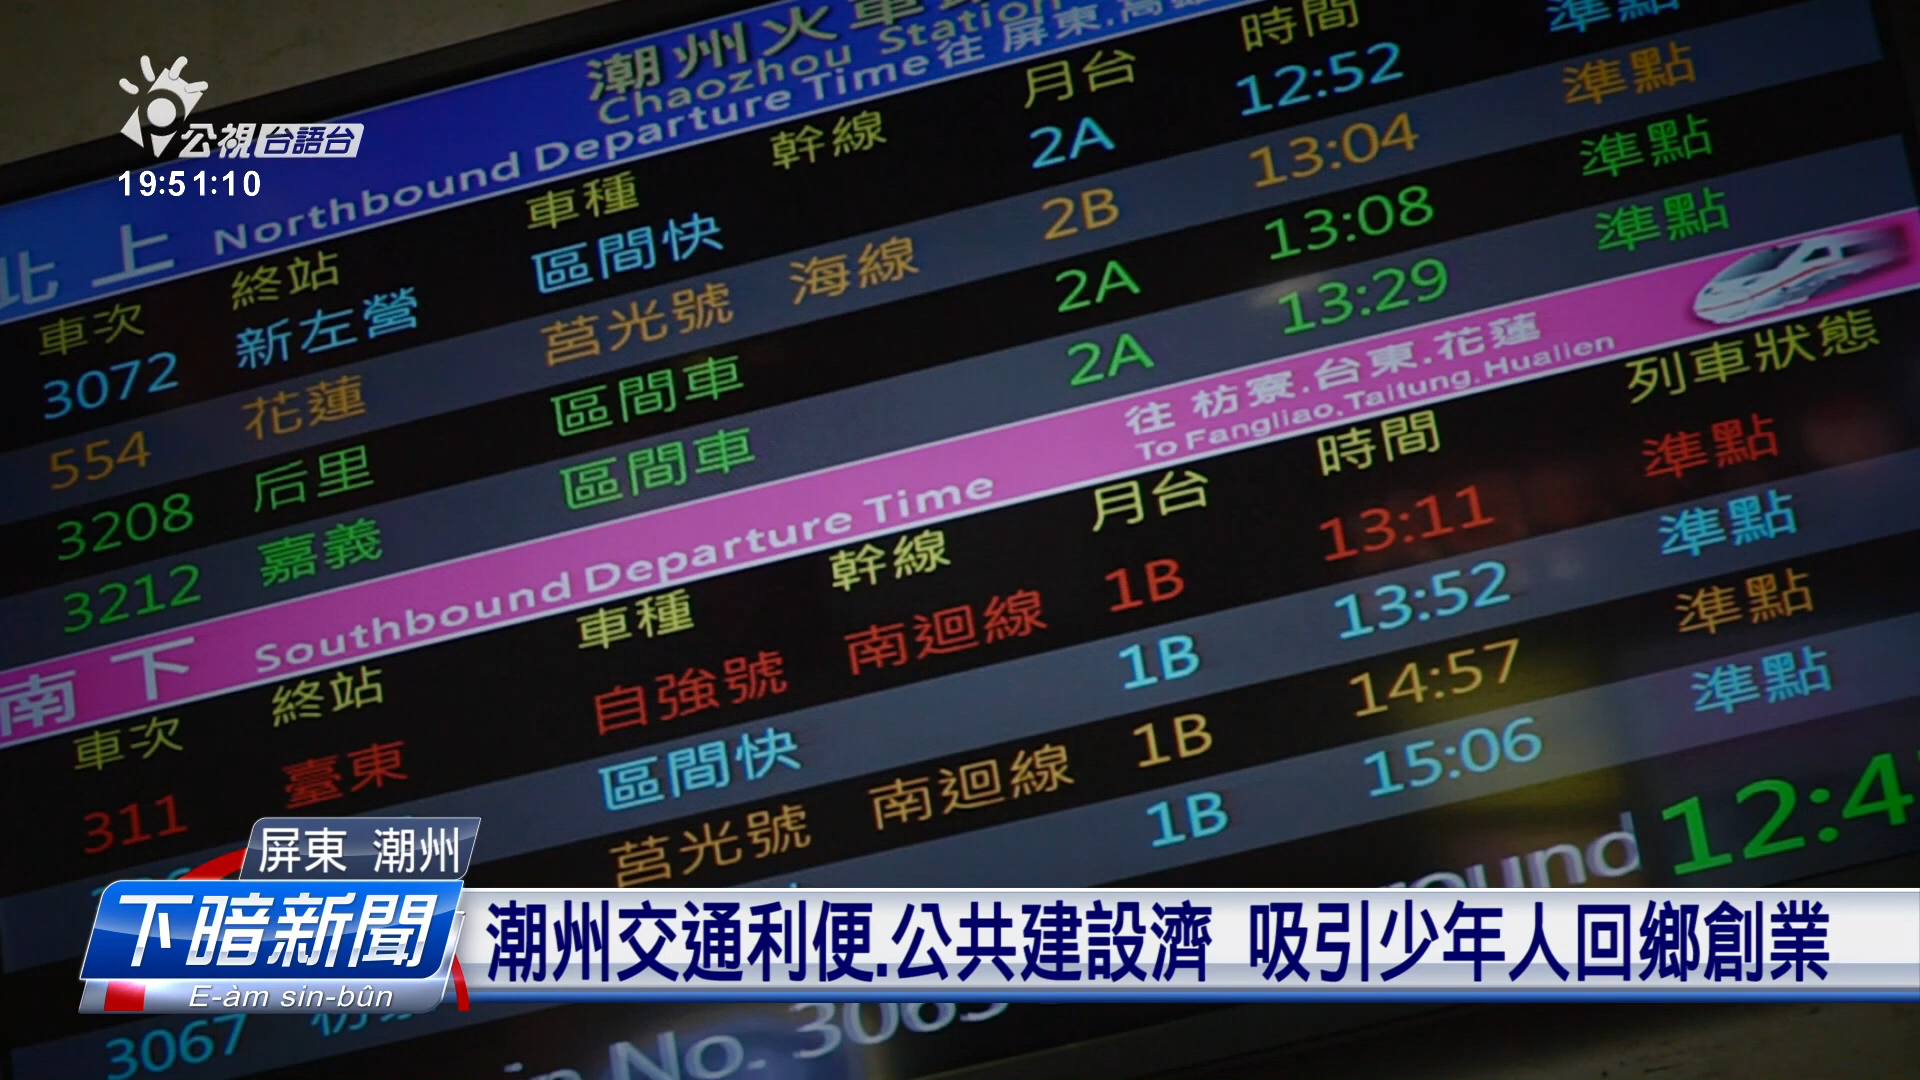 公視 台語台
19:51:10
潮州火車
Chaozhou Station
北上 Northbound Departure Time 往 屏東.高雄
車次 終站 車種 幹線 月台 時間
3072 新左營 區間快 2A 12:52 準點
554 花蓮 莒光號 海線 2B 13:04 準點
3208 后里 區間車 2A 13:08 準點
3212 嘉義 區間車 2A 13:29 準點
南下 Southbound Departure Time 往 枋寮.台東.花蓮
To Fangliao.Taitung.Hualien
車次 終站 車種 幹線 月台 時間 列車狀態
311 臺東 自強號 南迴線 1B 13:11 準點
區間快 1B 13:52 準點
莒光號 南迴線 1B 14:57 準點
3067 1B 15:06 準點
No. 3065
12:4
屏東 潮州
下暗新聞
E-àm sin-bûn
潮州交通利便.公共建設濟 吸引少年人回鄉創業